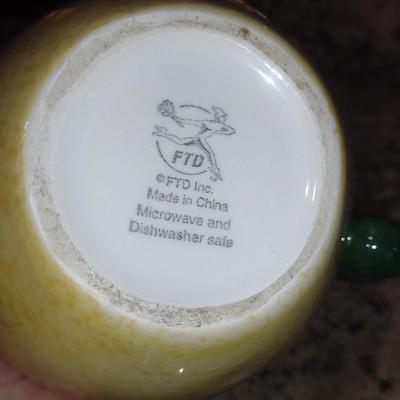 FTD
©FTD Inc.
Made in China
Microwave and
Dishwasher safe